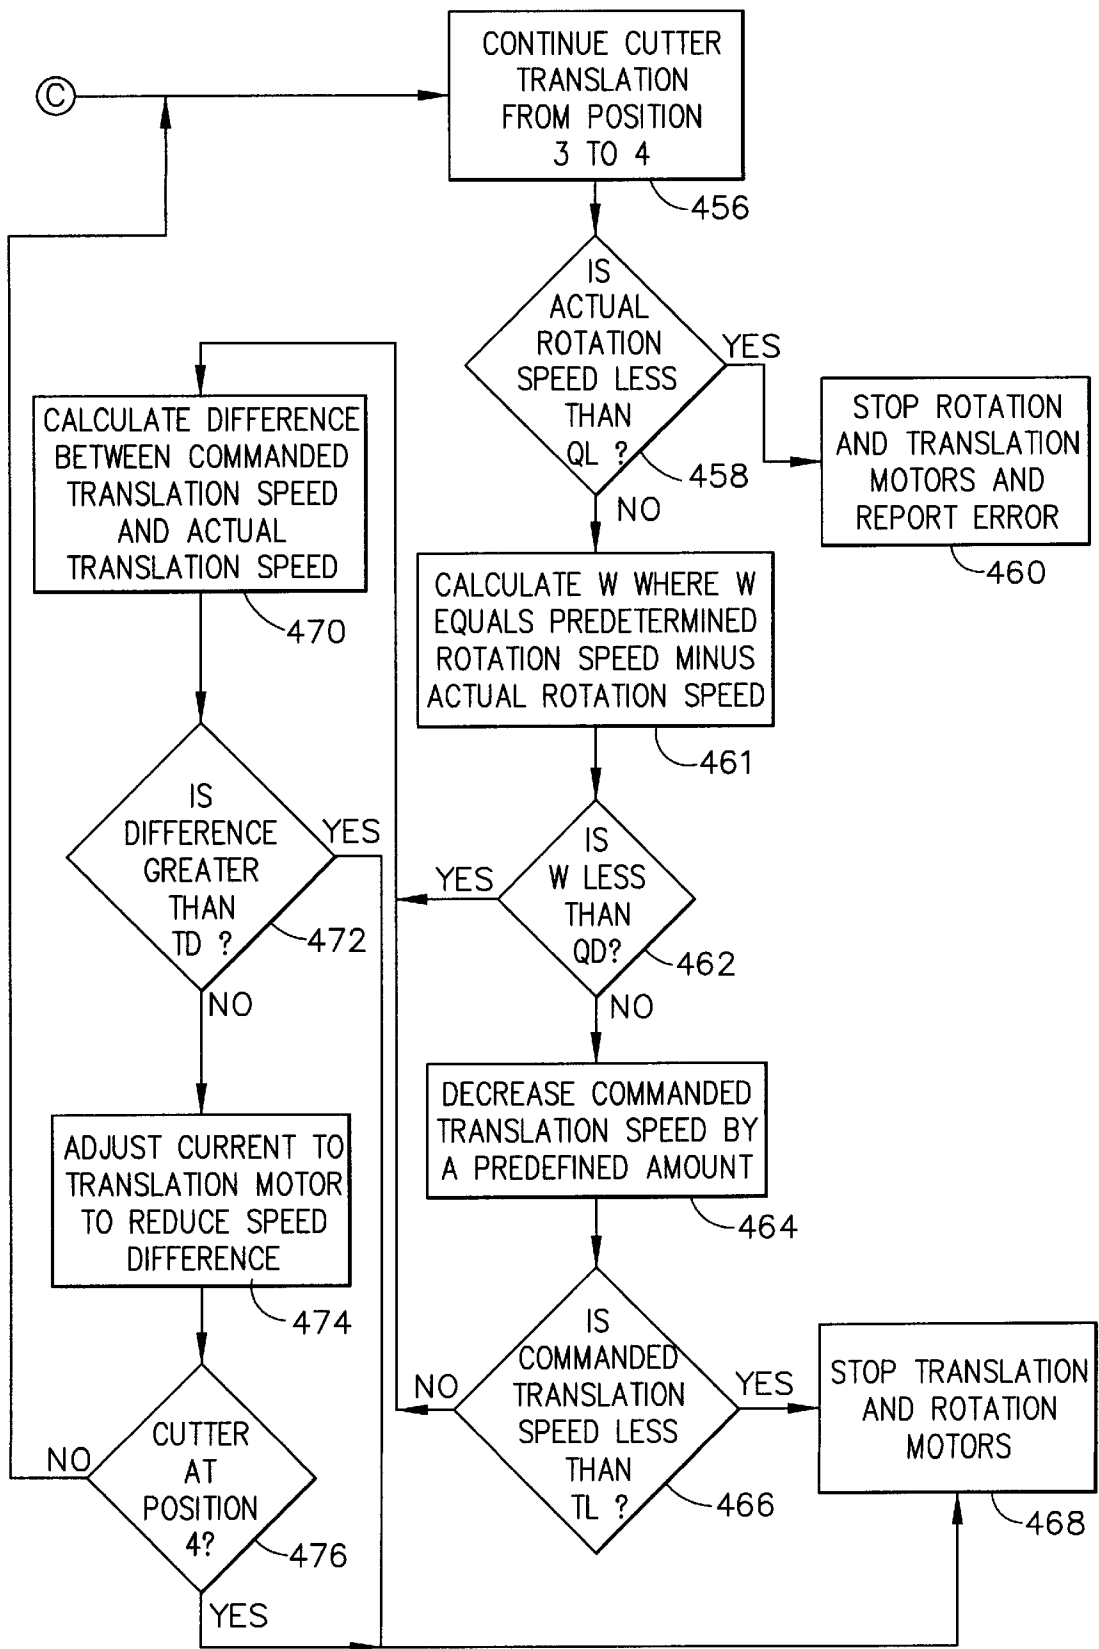 C
CONTINUE CUTTER
TRANSLATION
FROM POSITION
3 TO 4
456
IS
ACTUAL
ROTATION
SPEED LESS
THAN
QL ?
458
YES
NO
STOP ROTATION
AND TRANSLATION
MOTORS AND
REPORT ERROR
460
CALCULATE W WHERE W
EQUALS PREDETERMINED
ROTATION SPEED MINUS
ACTUAL ROTATION SPEED
461
IS
W LESS
THAN
QD?
462
YES
NO
DECREASE COMMANDED
TRANSLATION SPEED BY
A PREDEFINED AMOUNT
464
IS
COMMANDED
TRANSLATION
SPEED LESS
THAN
TL ?
466
NO
YES
STOP TRANSLATION
AND ROTATION
MOTORS
468
CALCULATE DIFFERENCE
BETWEEN COMMANDED
TRANSLATION SPEED
AND ACTUAL
TRANSLATION SPEED
470
IS
DIFFERENCE
GREATER
THAN
TD ?
472
YES
NO
ADJUST CURRENT TO
TRANSLATION MOTOR
TO REDUCE SPEED
DIFFERENCE
474
CUTTER
AT
POSITION
4?
476
NO
YES